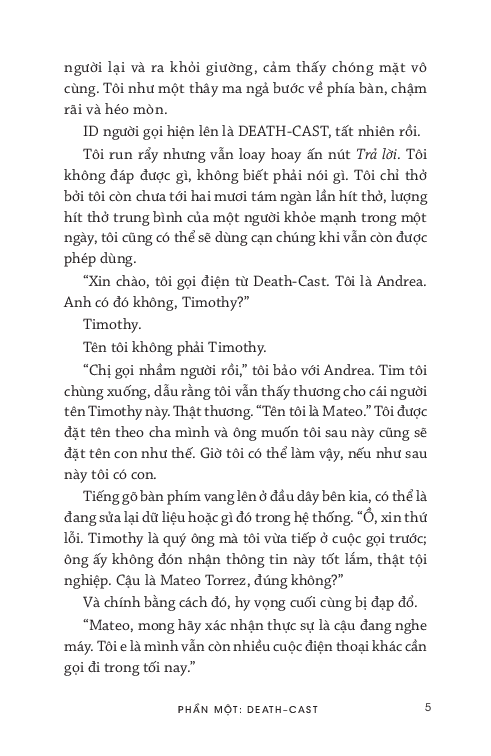 người lại và ra khỏi giường, cảm thấy chóng mặt vô
cùng. Tôi như một thây ma ngả bước về phía bàn, chậm
rãi và héo mòn.
ID người gọi hiện lên là DEATH-CAST, tất nhiên rồi.
Tôi run rẩy nhưng vẫn loay hoay ấn nút Trả lời. Tôi
không đáp được gì, không biết phải nói gì. Tôi chỉ thở
bởi tôi còn chưa tới hai mươi tám ngàn lần hít thở, lượng
hít thở trung bình của một người khỏe mạnh trong một
ngày, tôi cũng có thể sẽ dùng cạn chúng khi vẫn còn được
phép dùng.
“Xin chào, tôi gọi điện từ Death-Cast. Tôi là Andrea.
Anh có đó không, Timothy?”
Timothy.
Tên tôi không phải Timothy.
“Chị gọi nhầm người rồi,” tôi bảo với Andrea. Tim tôi
chùng xuống, dẫu rằng tôi vẫn thấy thương cho cái người
tên Timothy này. Thật thương. “Tên tôi là Mateo.” Tôi được
đặt tên theo cha mình và ông muốn tôi sau này cũng sẽ
đặt tên con như thế. Giờ tôi có thể làm vậy, nếu như sau
này tôi có con.
Tiếng gõ bàn phím vang lên ở đầu dây bên kia, có thể là
đang sửa lại dữ liệu hoặc gì đó trong hệ thống. “Ồ, xin thứ
lỗi. Timothy là quý ông mà tôi vừa tiếp ở cuộc gọi trước;
ông ấy không đón nhận thông tin này tốt lắm, thật tội
nghiệp. Cậu là Mateo Torrez, đúng không?”
Và chính bằng cách đó, hy vọng cuối cùng bị đạp đổ.
“Mateo, mong hãy xác nhận thực sự là cậu đang nghe
máy. Tôi e là mình vẫn còn nhiều cuộc điện thoại khác cần
gọi đi trong tối nay.”
PHẦN MỘT: DEATH-CAST 5